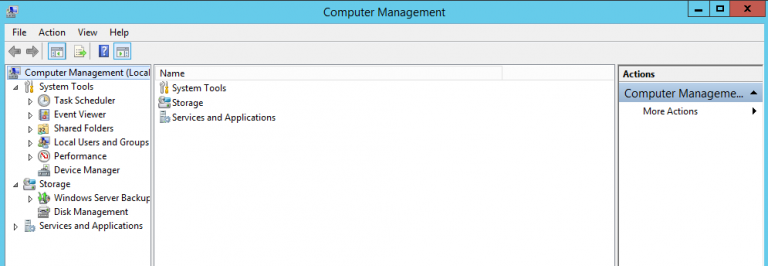 Computer Management
File Action View Help
Computer Management (Local
System Tools
Task Scheduler
Event Viewer
Shared Folders
Local Users and Groups
Performance
Device Manager
Storage
Windows Server Backup
Disk Management
Services and Applications
Name
System Tools
Storage
Services and Applications
Actions
Computer Manageme...
More Actions